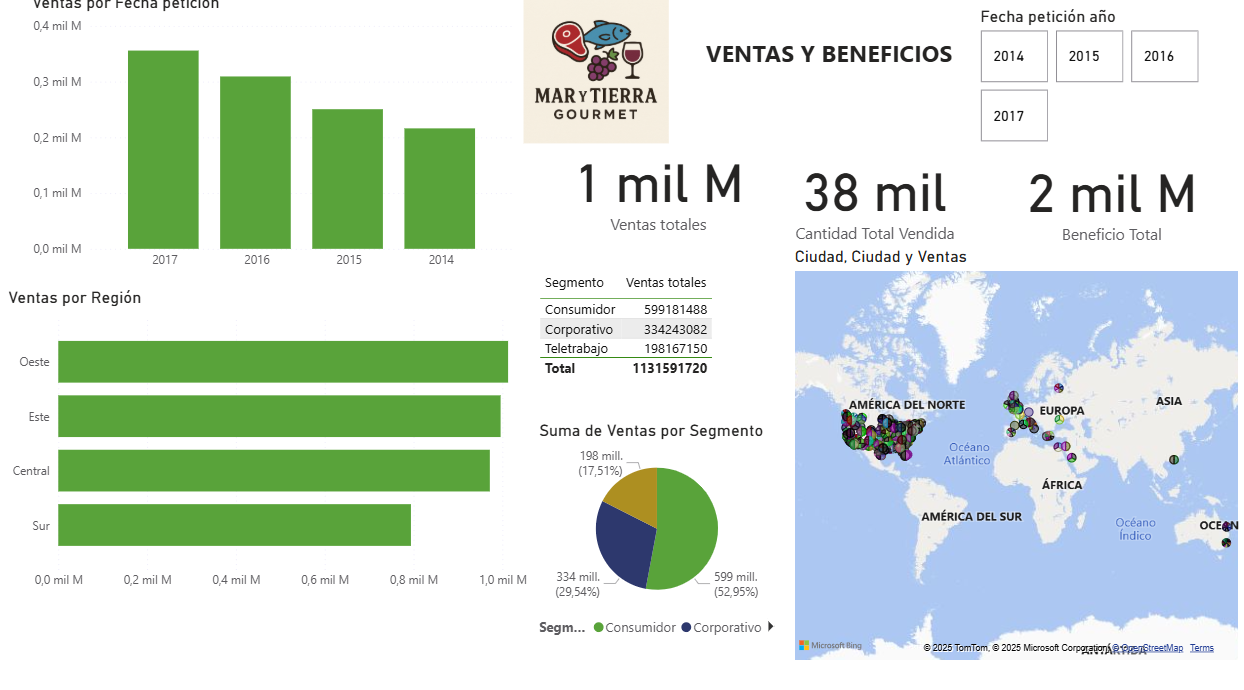 Ventas por Fecha petición
0,4 mil M
0,3 mil M
0,2 mil M
0,1 mil M
0,0 mil M
2017 2016 2015 2014
Ventas por Región
Oeste
Este
Central
Sur
0,0 mil M 0,2 mil M 0,4 mil M 0,6 mil M 0,8 mil M 1,0 mil M
MAR Y TIERRA
GOURMET
VENTAS Y BENEFICIOS
Fecha petición año
2014 2015 2016
2017
1 mil M
Ventas totales
38 mil
Cantidad Total Vendida
2 mil M
Beneficio Total
Segmento Ventas totales
Consumidor 599181488
Corporativo 334243082
Teletrabajo 198167150
Total 1131591720
Suma de Ventas por Segmento
198 mill.
(17,51%)
334 mill.
(29,54%)
599 mill.
(52,95%)
Segm... Consumidor Corporativo
Ciudad, Ciudad y Ventas
AMÉRICA DEL NORTE
EUROPA
ASIA
Océano
Atlántico
ÁFRICA
AMÉRICA DEL SUR
Océano
Índico
OCEAN
ANTÁRTIDA
Microsoft Bing
© 2025 TomTom, © 2025 Microsoft Corporation, © OpenStreetMap Terms